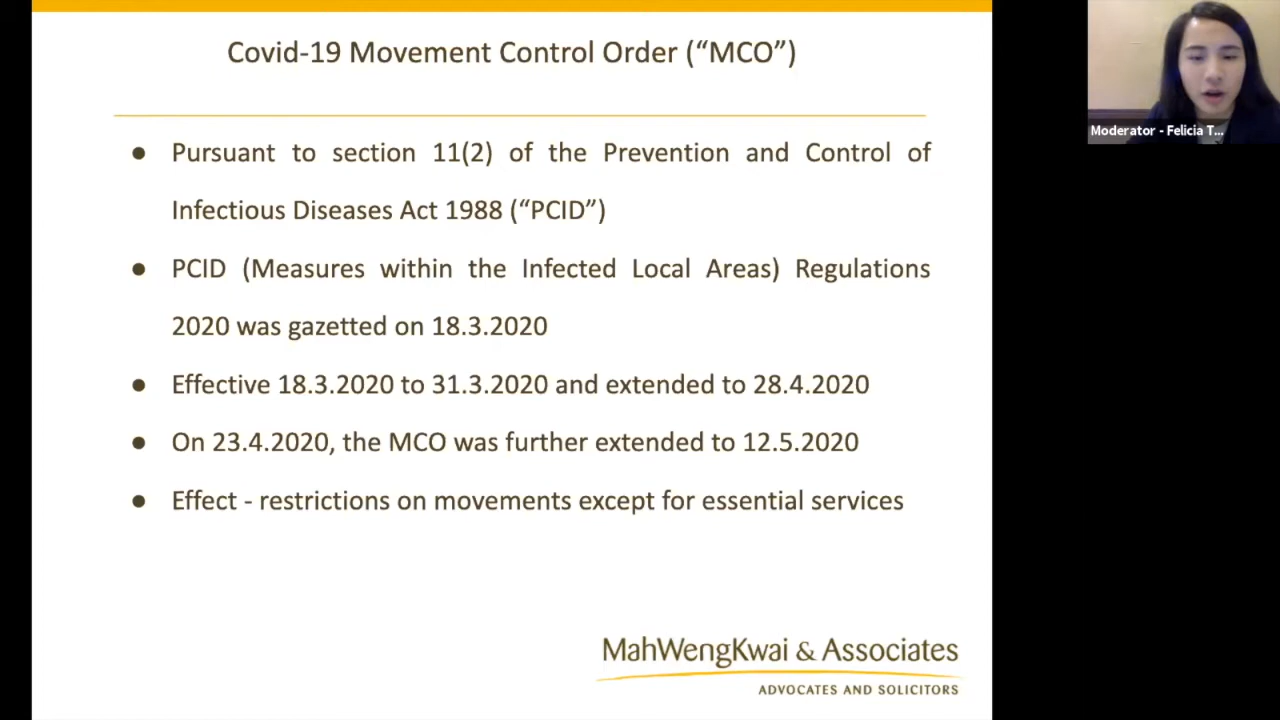 Covid-19 Movement Control Order (“MCO”)
● Pursuant to section 11(2) of the Prevention and Control of
Infectious Diseases Act 1988 (“PCID”)
● PCID (Measures within the Infected Local Areas) Regulations
2020 was gazetted on 18.3.2020
● Effective 18.3.2020 to 31.3.2020 and extended to 28.4.2020
● On 23.4.2020, the MCO was further extended to 12.5.2020
● Effect - restrictions on movements except for essential services
MahWengKwai & Associates
ADVOCATES AND SOLICITORS
Moderator - Felicia T...